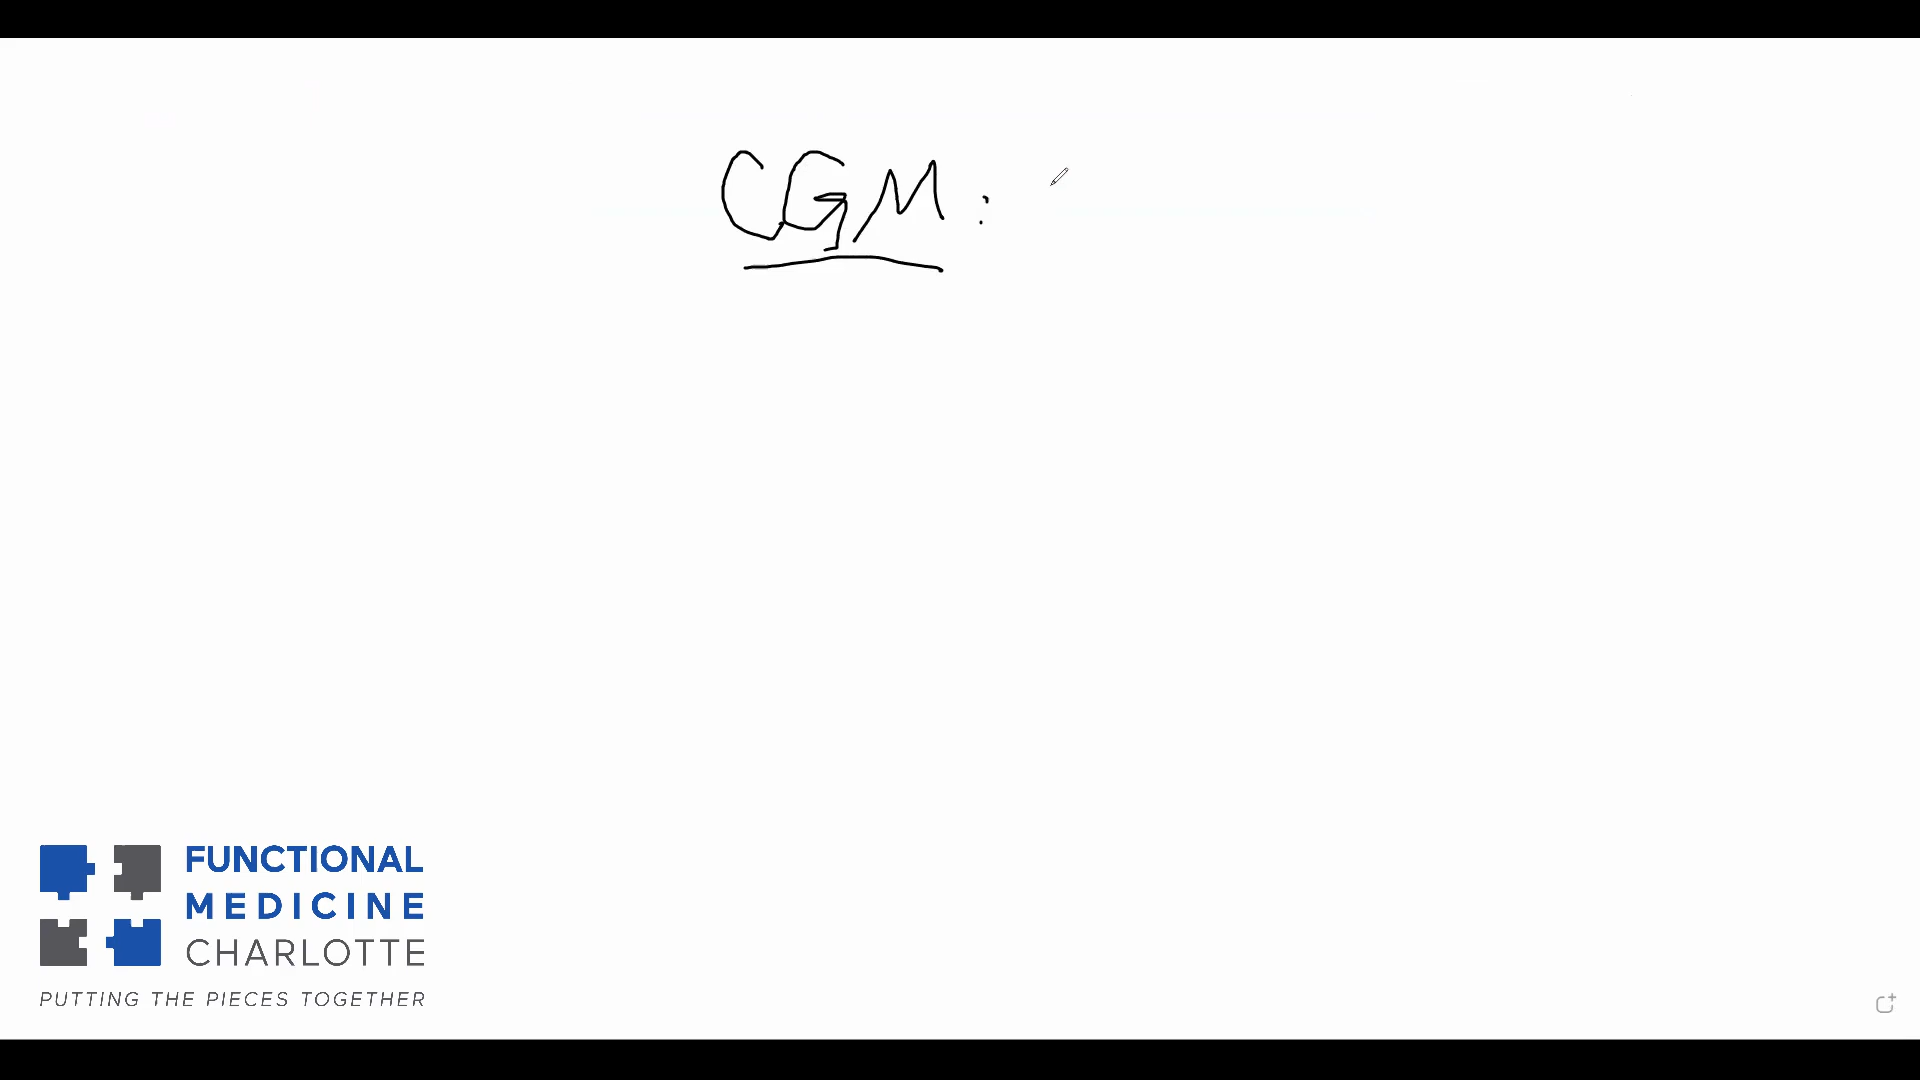 CGM:
FUNCTIONAL
MEDICINE
CHARLOTTE
PUTTING THE PIECES TOGETHER